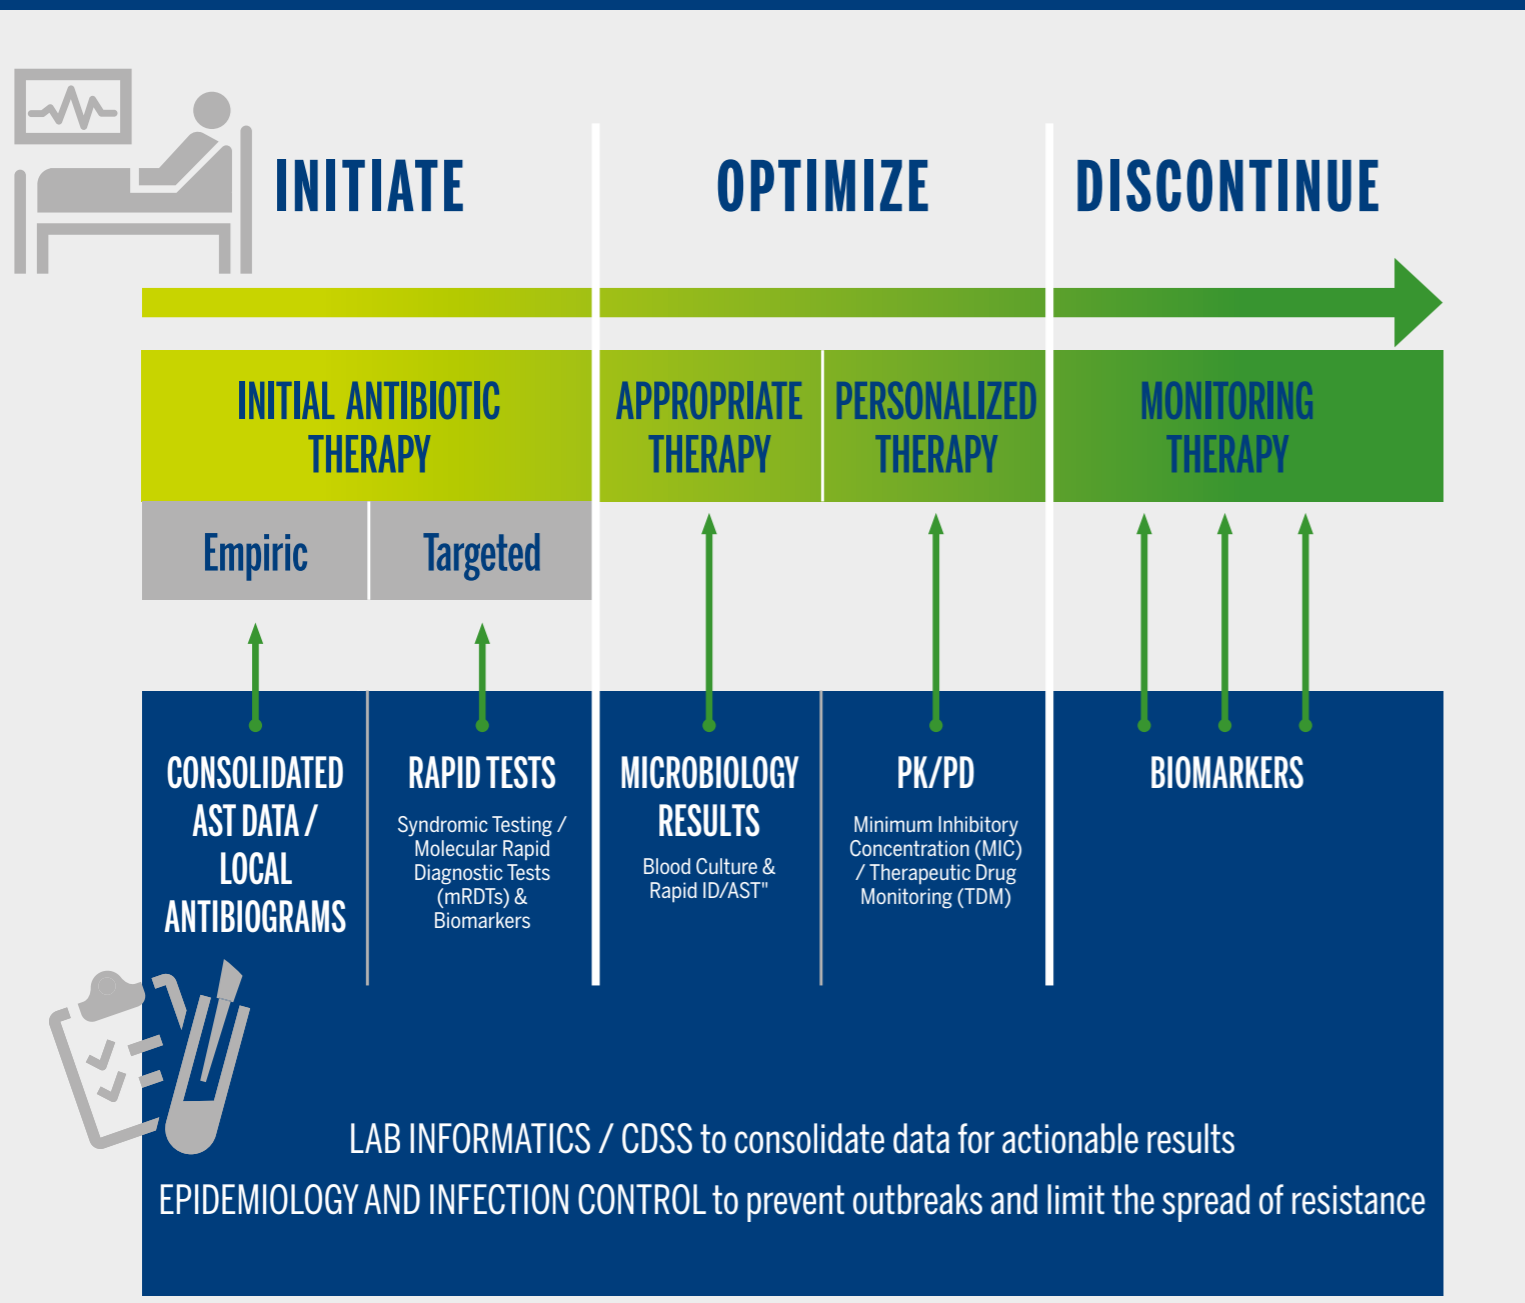 INITIATE
OPTIMIZE
DISCONTINUE
INITIAL ANTIBIOTIC
THERAPY
APPROPRIATE
THERAPY
PERSONALIZED
THERAPY
MONITORING
THERAPY
Empiric
Targeted
CONSOLIDATED
AST DATA /
LOCAL
ANTIBIOGRAMS
RAPID TESTS
Syndromic Testing /
Molecular Rapid
Diagnostic Tests
(mRDTs) &
Biomarkers
MICROBIOLOGY
RESULTS
Blood Culture &
Rapid ID/AST"
PK/PD
Minimum Inhibitory
Concentration (MIC)
/ Therapeutic Drug
Monitoring (TDM)
BIOMARKERS
LAB INFORMATICS / CDSS to consolidate data for actionable results
EPIDEMIOLOGY AND INFECTION CONTROL to prevent outbreaks and limit the spread of resistance